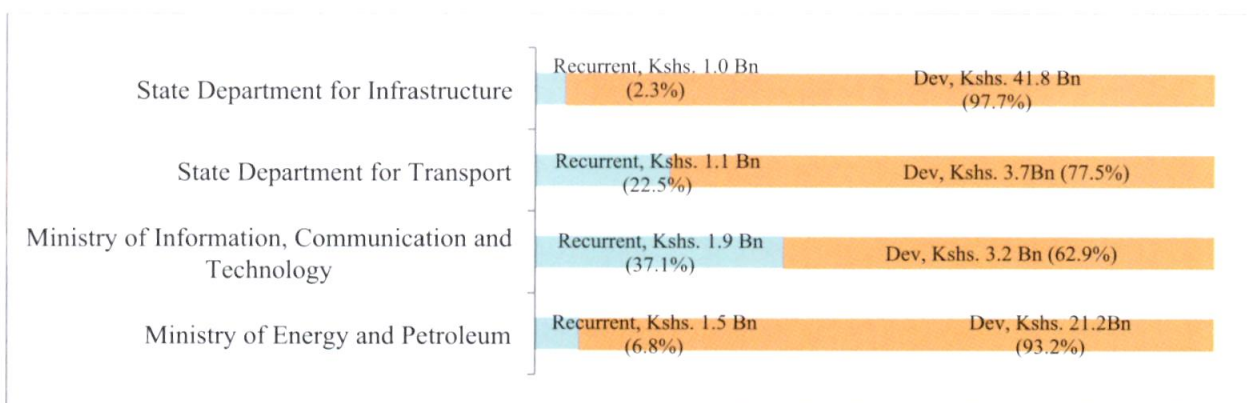 State Department for Infrastructure
Recurrent, Kshs. 1.0 Bn
(2.3%)
Dev, Kshs. 41.8 Bn
(97.7%)
State Department for Transport
Recurrent, Kshs. 1.1 Bn
(22.5%)
Dev, Kshs. 3.7Bn (77.5%)
Ministry of Information, Communication and
Technology
Recurrent, Kshs. 1.9 Bn
(37.1%)
Dev, Kshs. 3.2 Bn (62.9%)
Ministry of Energy and Petroleum
Recurrent, Kshs. 1.5 Bn
(6.8%)
Dev, Kshs. 21.2Bn
(93.2%)